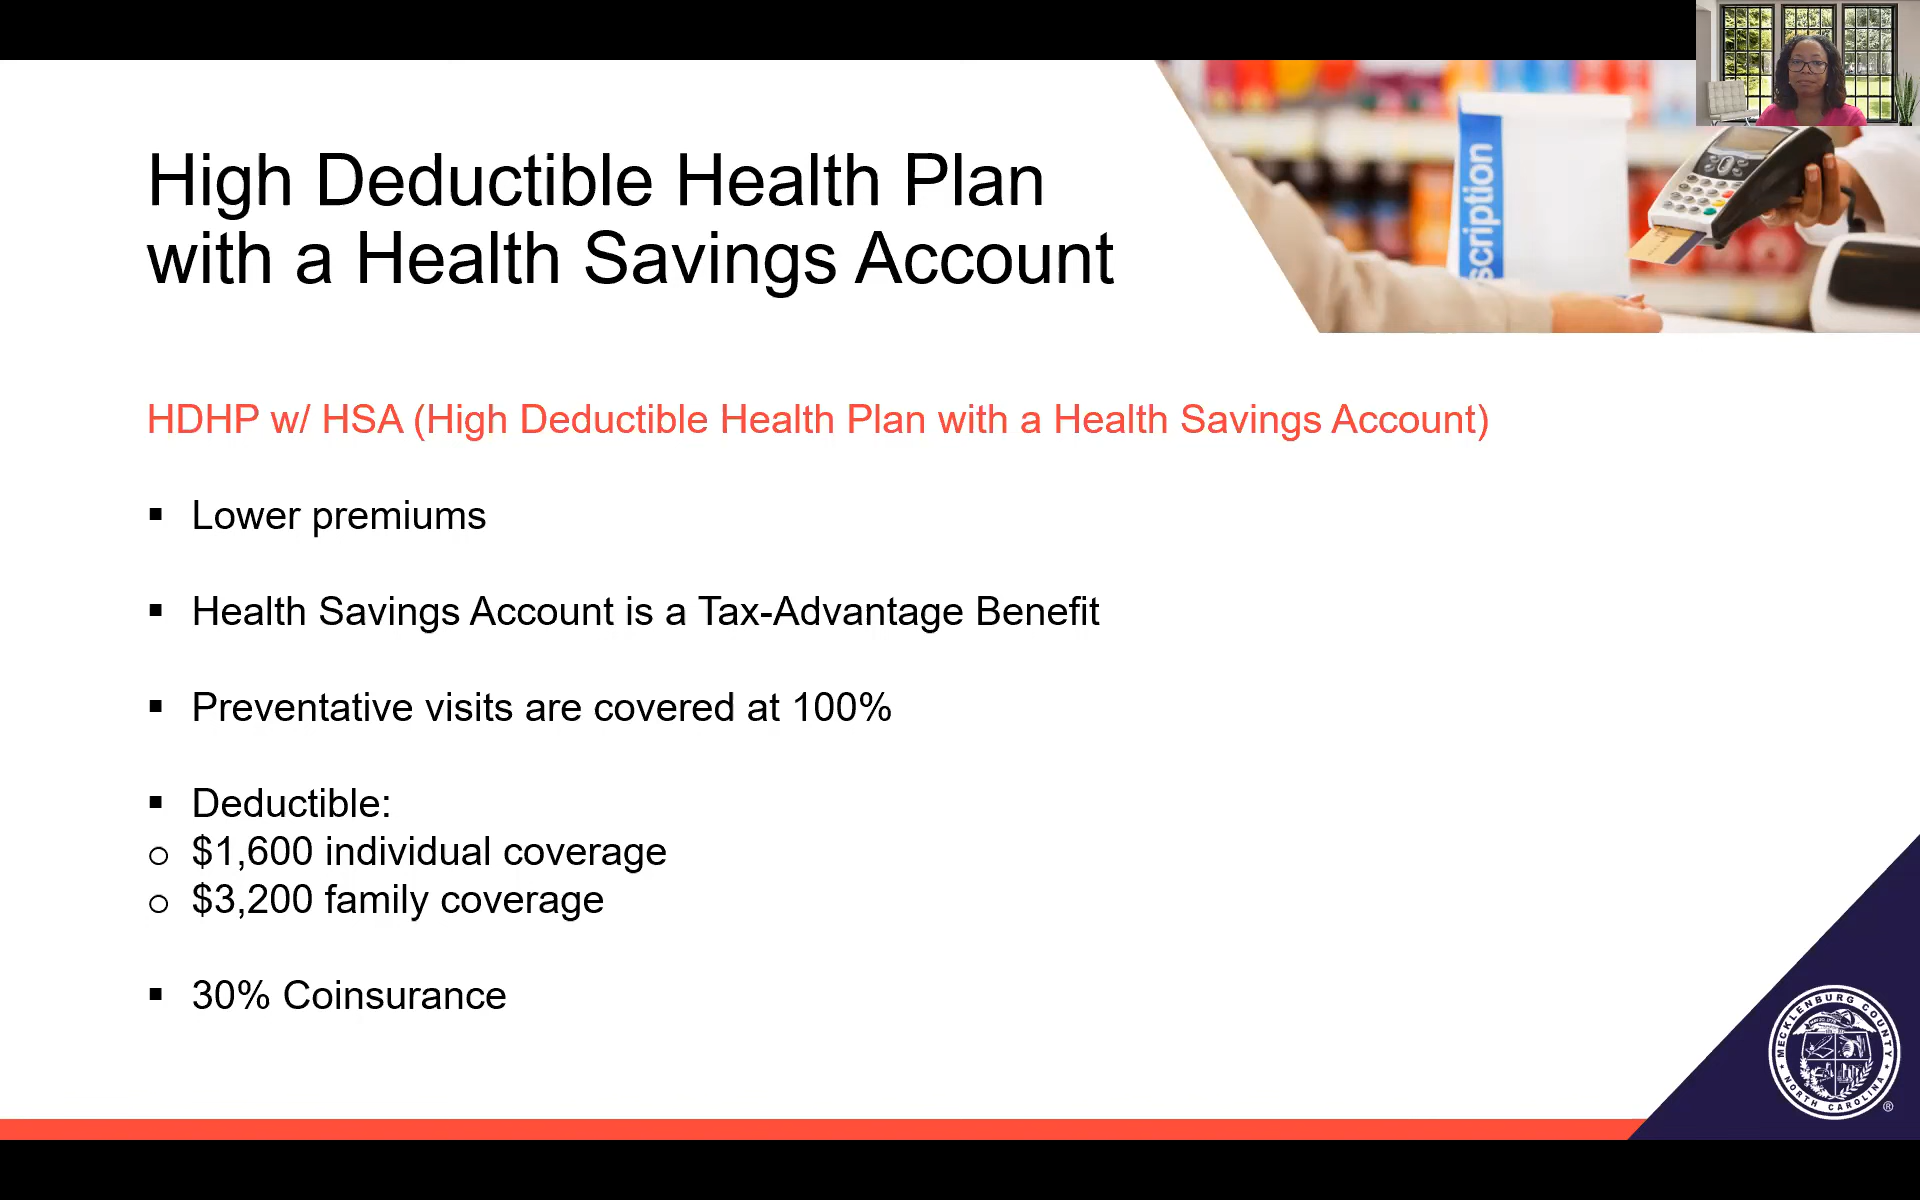 High Deductible Health Plan
with a Health Savings Account
scription
HDHP w/ HSA (High Deductible Health Plan with a Health Savings Account)
▪ Lower premiums
▪ Health Savings Account is a Tax-Advantage Benefit
▪ Preventative visits are covered at 100%
▪ Deductible:
o $1,600 individual coverage
o $3,200 family coverage
▪ 30% Coinsurance
MECKLENBURG COUNTY
NORTH CAROLINA
®